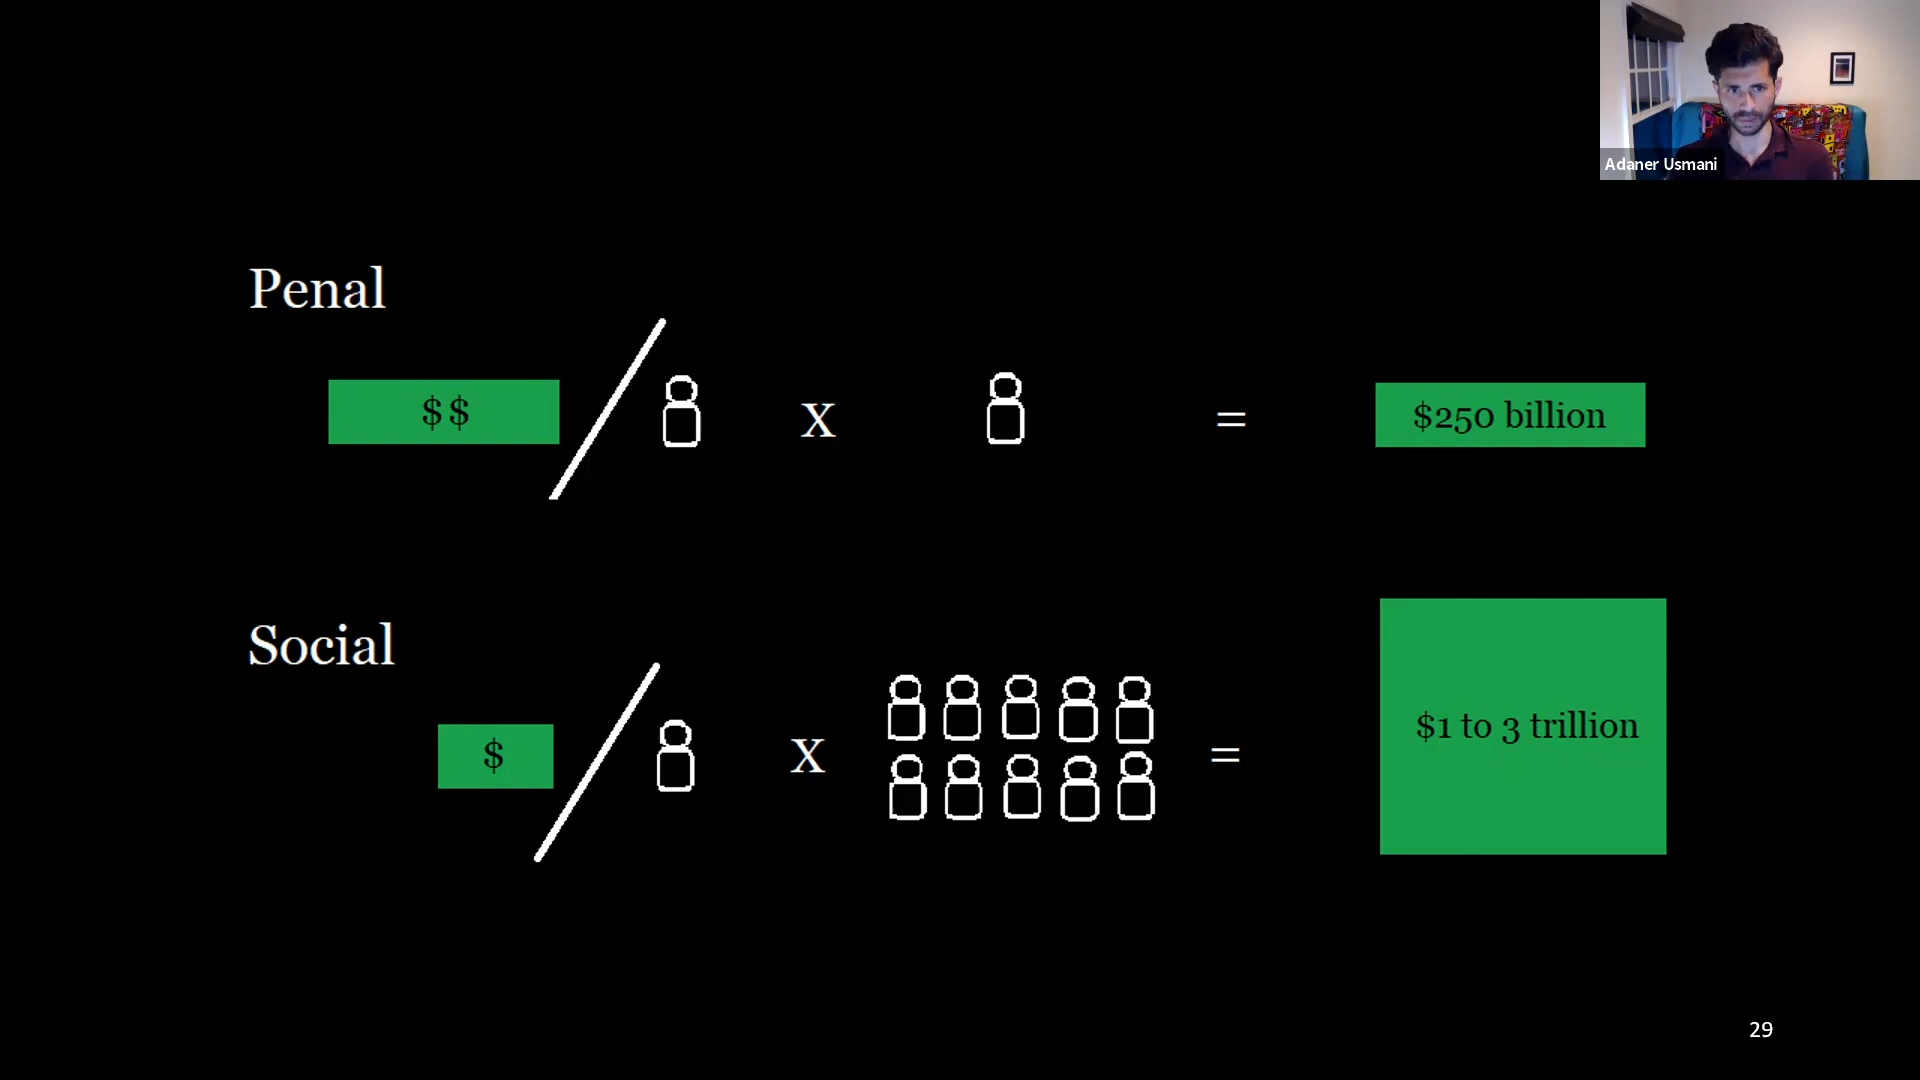 Adaner Usmani
Penal
$$
X
=
$250 billion
Social
$
X
=
$1 to 3 trillion
29